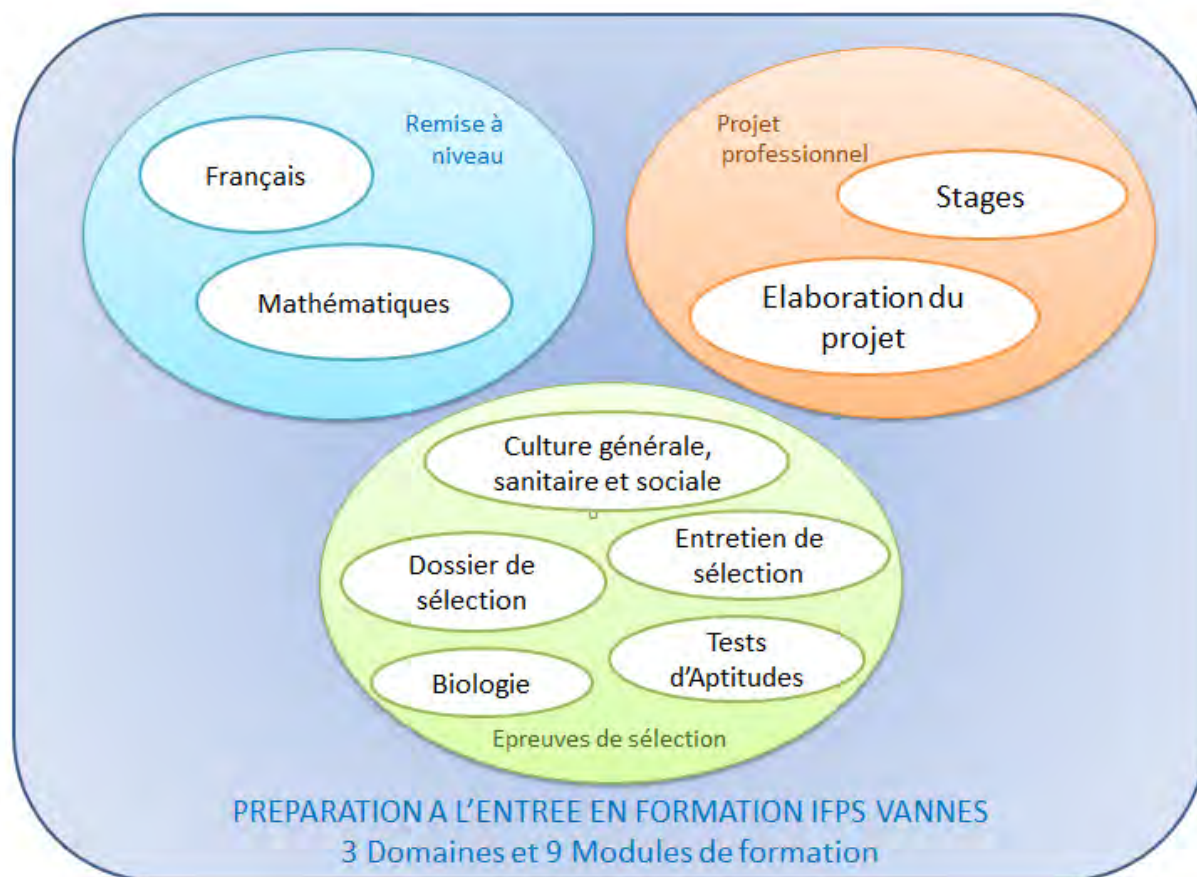 Remise à
niveau
Français
Mathématiques
Projet
professionnel
Stages
Elaboration du
projet
Culture générale,
sanitaire et sociale
Dossier de
sélection
Entretien de
sélection
Biologie
Tests
d'Aptitudes
Epreuves de sélection
PREPARATION A L'ENTREE EN FORMATION IFPS VANNES
3 Domaines et 9 Modules de formation